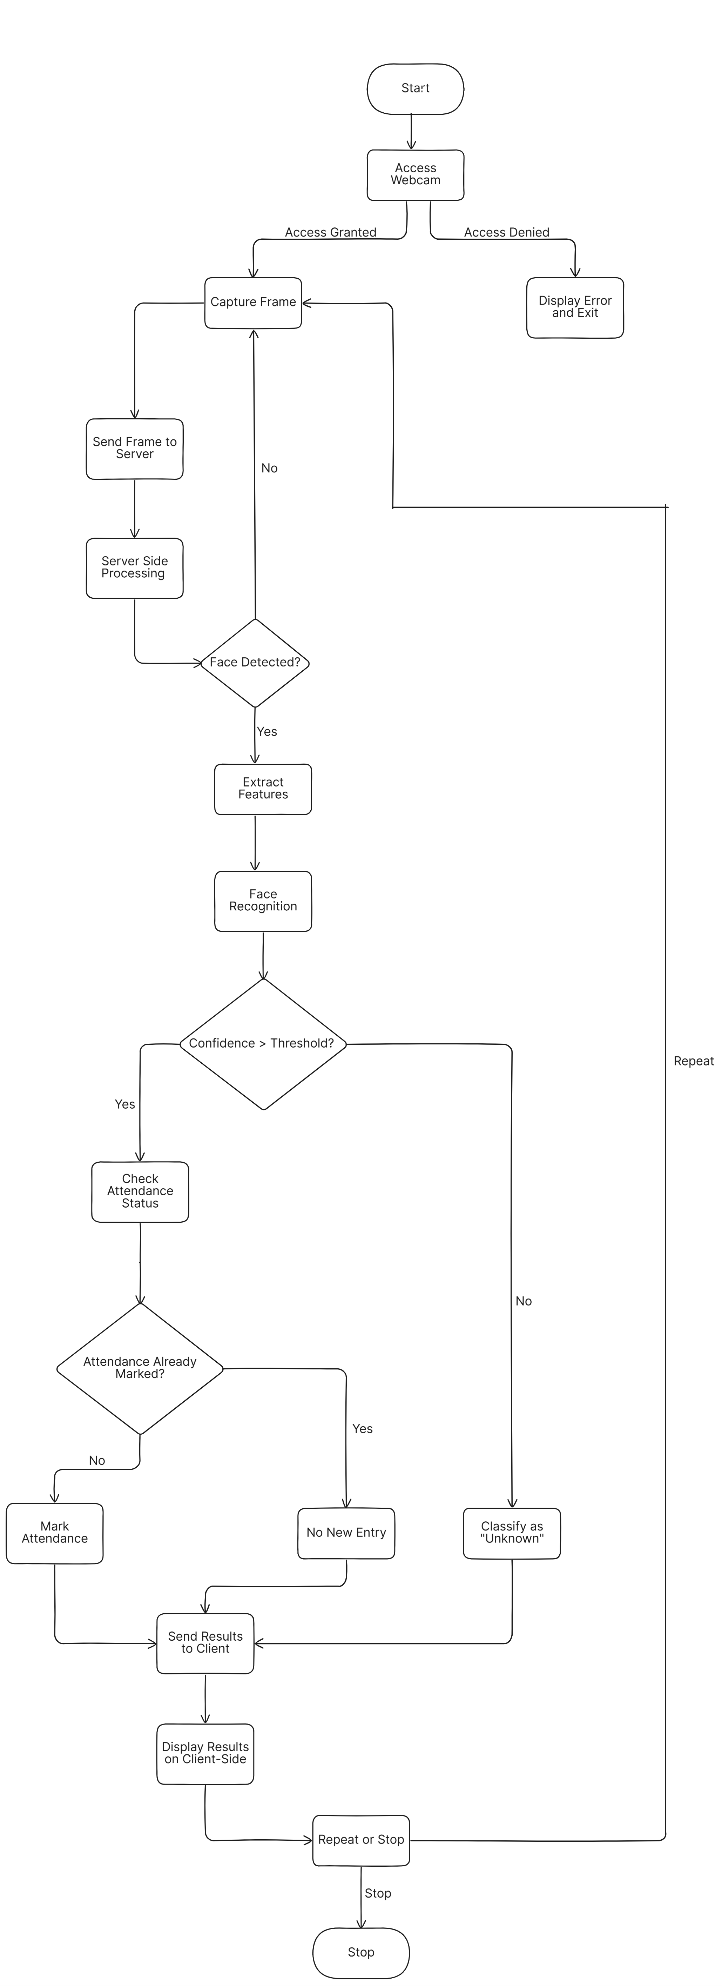 Start
Access
Webcam
Access Granted
Access Denied
Capture Frame
Display Error
and Exit
Send Frame to
Server
No
Server Side
Processing
Face Detected?
Yes
Extract
Features
Face
Recognition
Confidence > Threshold?
Repeat
Yes
Check
Attendance
Status
No
Attendance Already
Marked?
Yes
No
Mark
Attendance
No New Entry
Classify as
"Unknown"
Send Results
to Client
Display Results
on Client-Side
Repeat or Stop
Stop
Stop